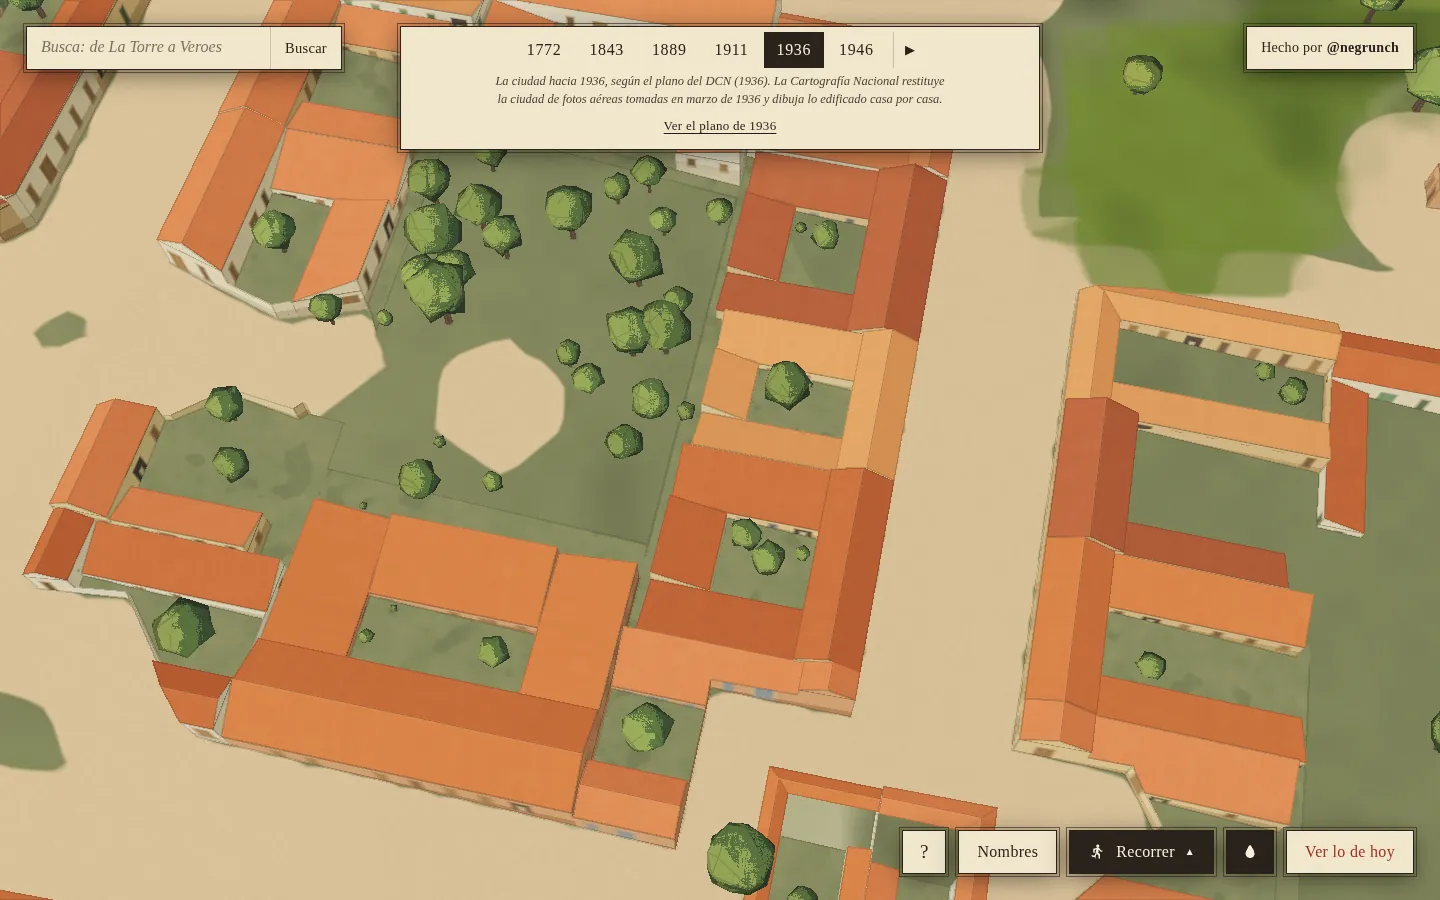 Busca: de La Torre a Veroes
Buscar
1772 1843 1889 1911 1936 1946
La ciudad hacia 1936, según el plano del DCN (1936). La Cartografía Nacional restituye
la ciudad de fotos aéreas tomadas en marzo de 1936 y dibuja lo edificado casa por casa.
Ver el plano de 1936
Hecho por @negrunch
?
Nombres
Recorrer
Ver lo de hoy